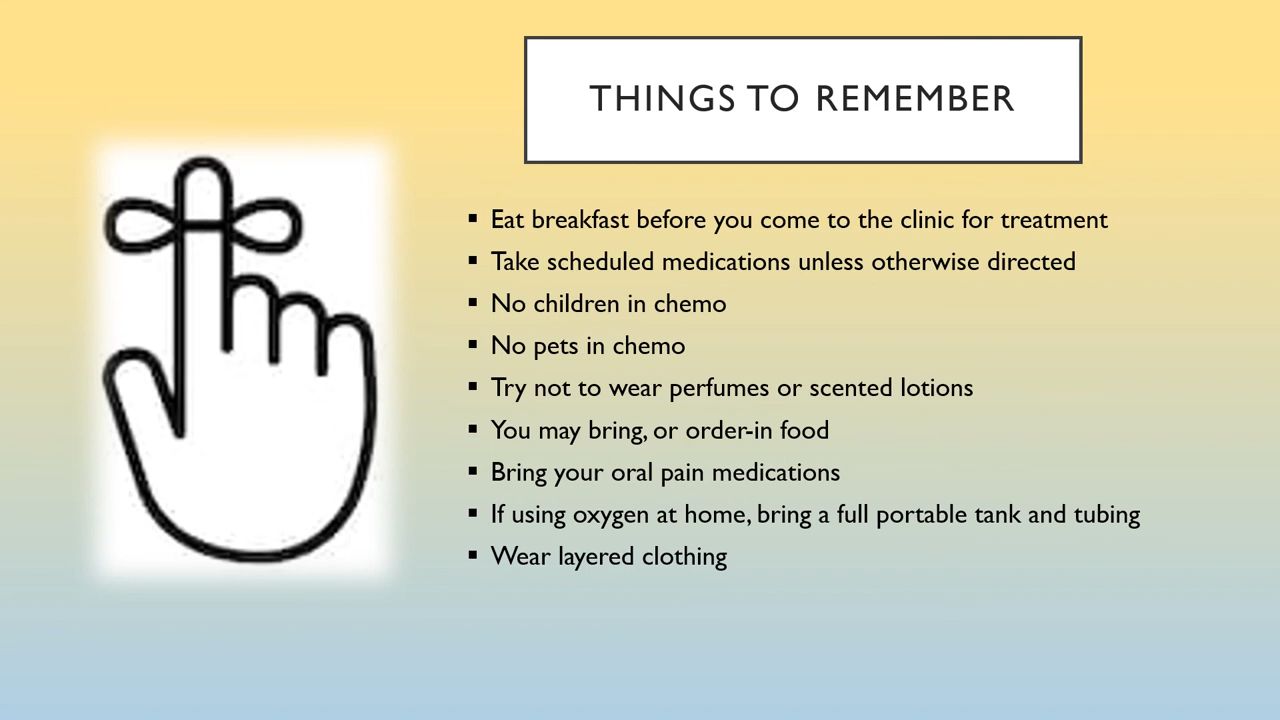 THINGS TO REMEMBER
▪ Eat breakfast before you come to the clinic for treatment
▪ Take scheduled medications unless otherwise directed
▪ No children in chemo
▪ No pets in chemo
▪ Try not to wear perfumes or scented lotions
▪ You may bring, or order-in food
▪ Bring your oral pain medications
▪ If using oxygen at home, bring a full portable tank and tubing
▪ Wear layered clothing